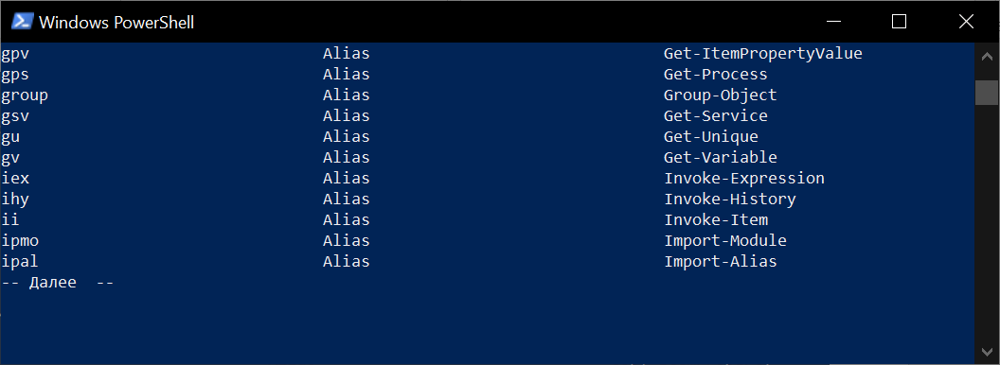 Windows PowerShell
gpv Alias Get-ItemPropertyValue
gps Alias Get-Process
group Alias Group-Object
gsv Alias Get-Service
gu Alias Get-Unique
gv Alias Get-Variable
iex Alias Invoke-Expression
ihy Alias Invoke-History
ii Alias Invoke-Item
ipmo Alias Import-Module
ipal Alias Import-Alias
-- Далее  --